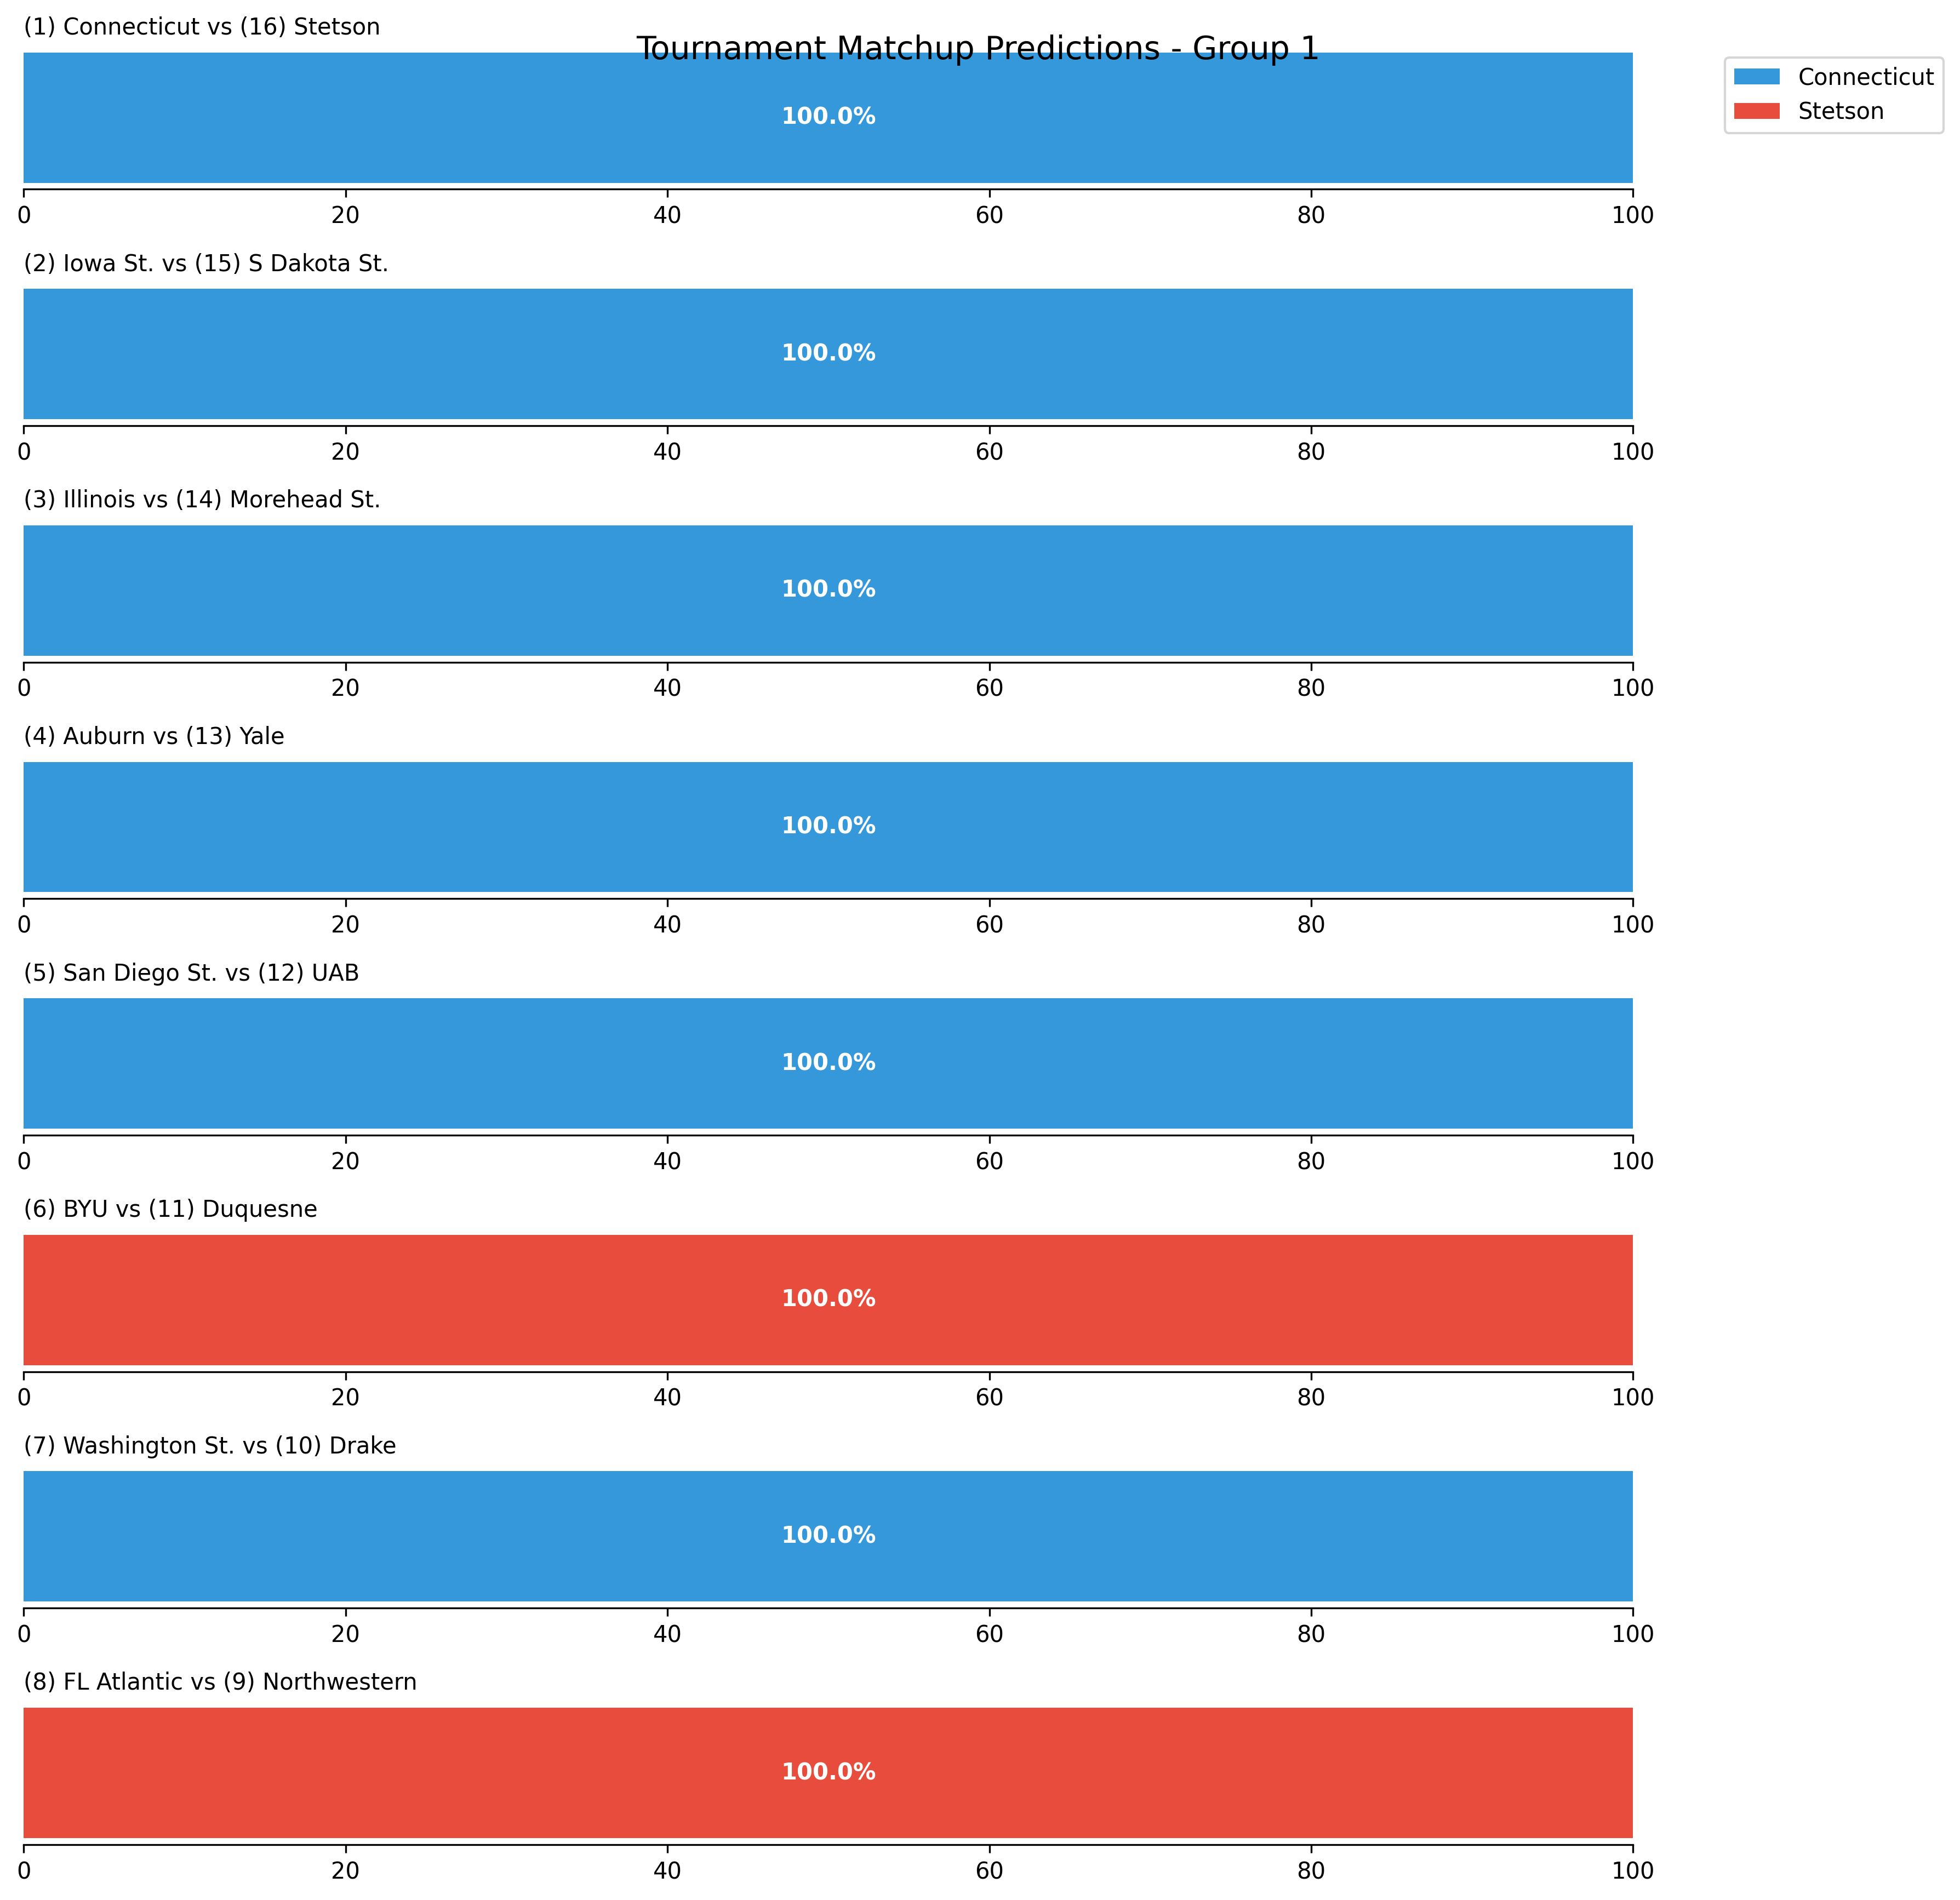 (1) Connecticut vs (16) Stetson
Tournament Matchup Predictions - Group 1
Connecticut
Stetson
100.0%
0 20 40 60 80 100
(2) Iowa St. vs (15) S Dakota St.
100.0%
0 20 40 60 80 100
(3) Illinois vs (14) Morehead St.
100.0%
0 20 40 60 80 100
(4) Auburn vs (13) Yale
100.0%
0 20 40 60 80 100
(5) San Diego St. vs (12) UAB
100.0%
0 20 40 60 80 100
(6) BYU vs (11) Duquesne
100.0%
0 20 40 60 80 100
(7) Washington St. vs (10) Drake
100.0%
0 20 40 60 80 100
(8) FL Atlantic vs (9) Northwestern
100.0%
0 20 40 60 80 100